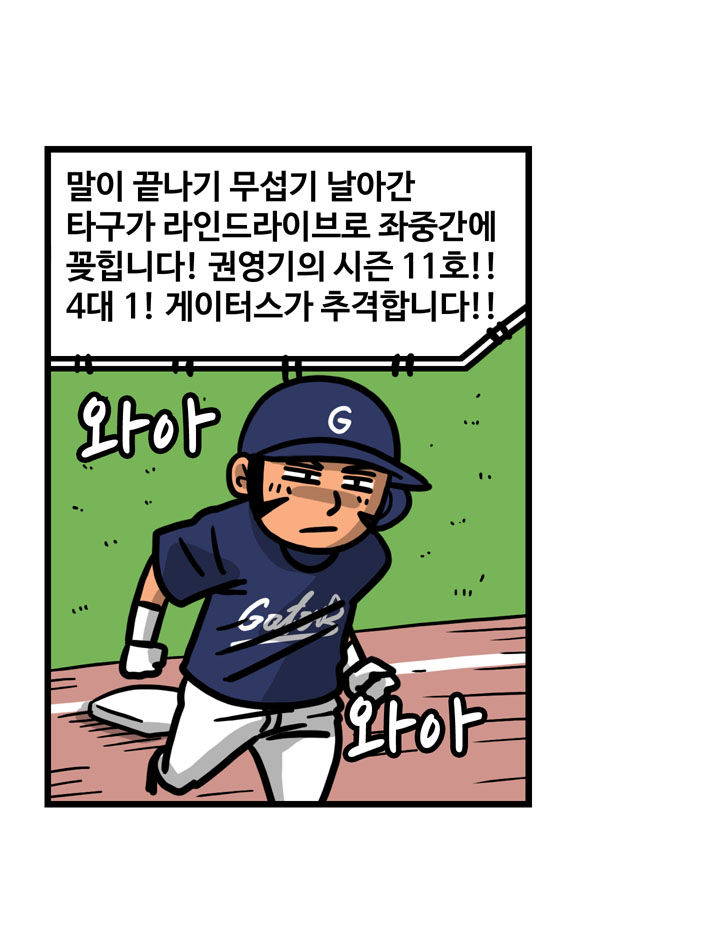 말이 끝나기 무섭기 날아간
타구가 라인드라이브로 좌중간에
꽂힙니다! 권영기의 시즌 11호!!
4대 1! 게이터스가 추격합니다!!
와아
G
와아